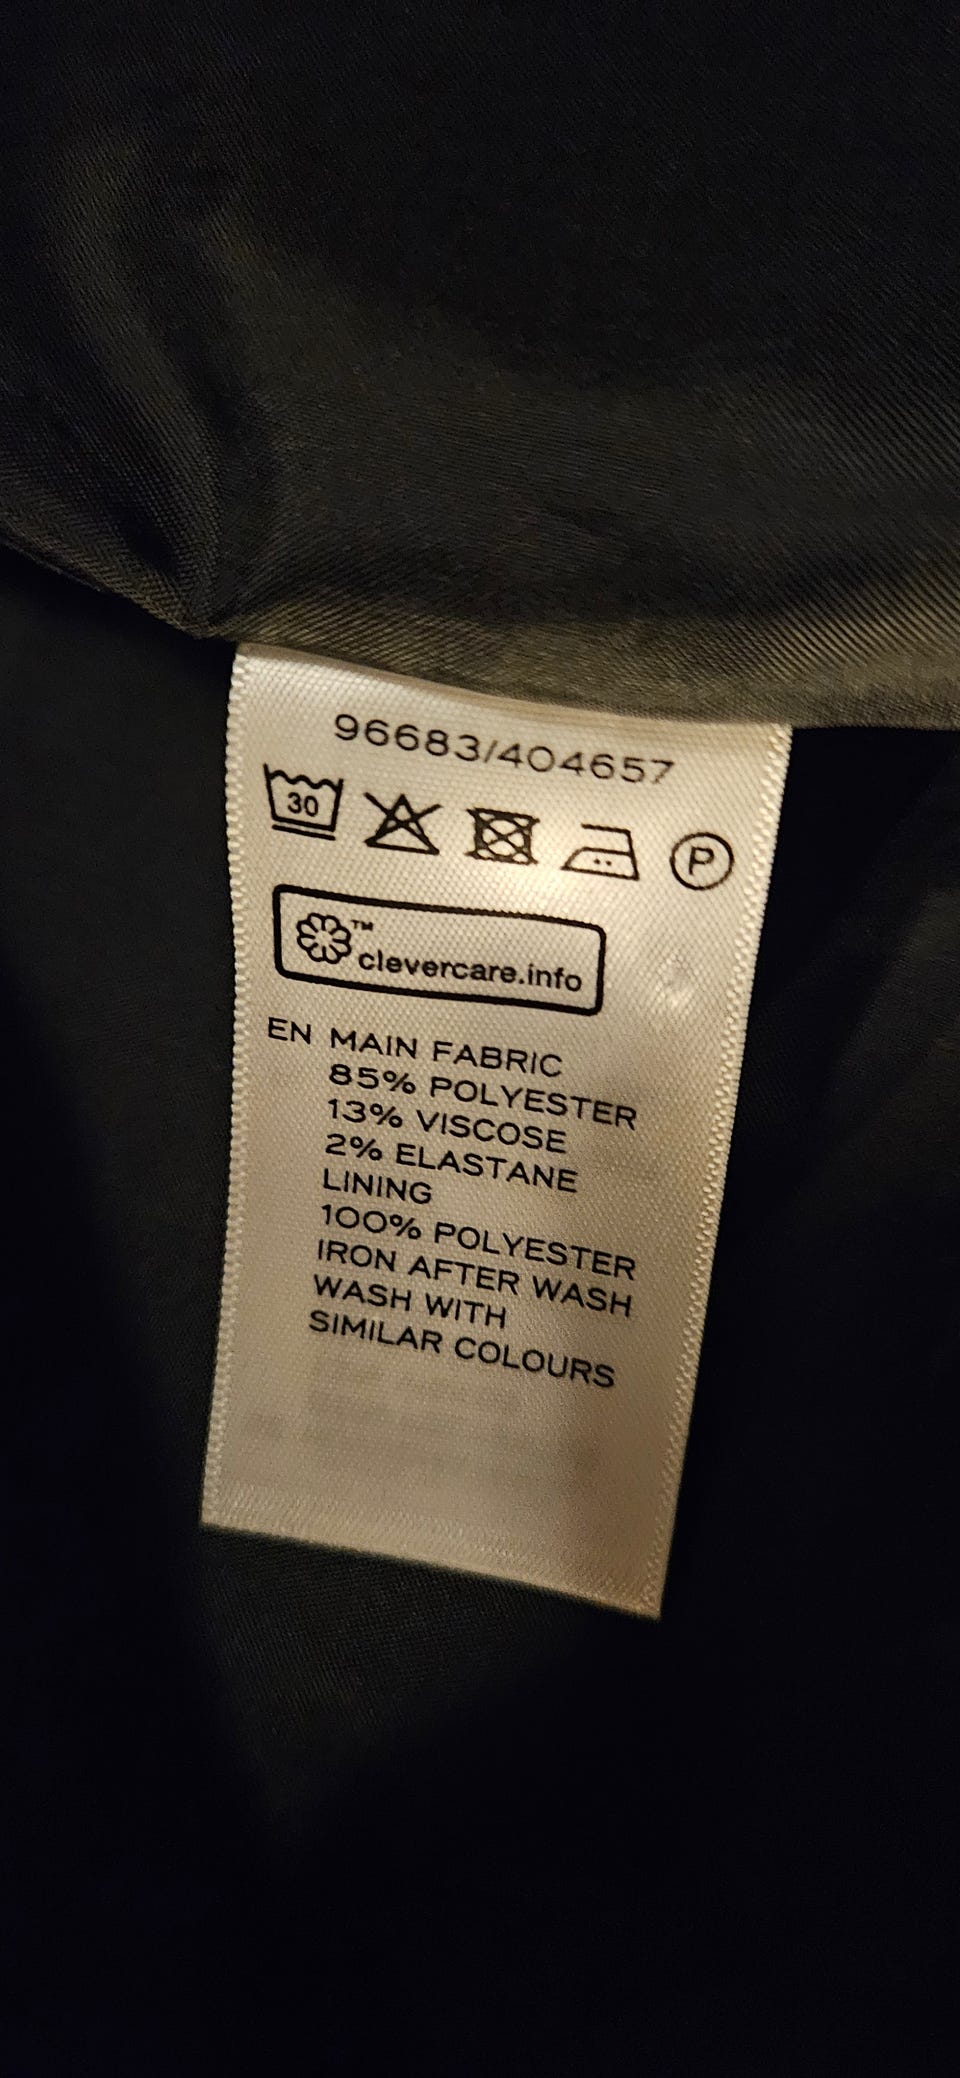 96683/404657
30
P
™
clevercare.info
EN MAIN FABRIC
85% POLYESTER
13% VISCOSE
2% ELASTANE
LINING
100% POLYESTER
IRON AFTER WASH
WASH WITH
SIMILAR COLOURS